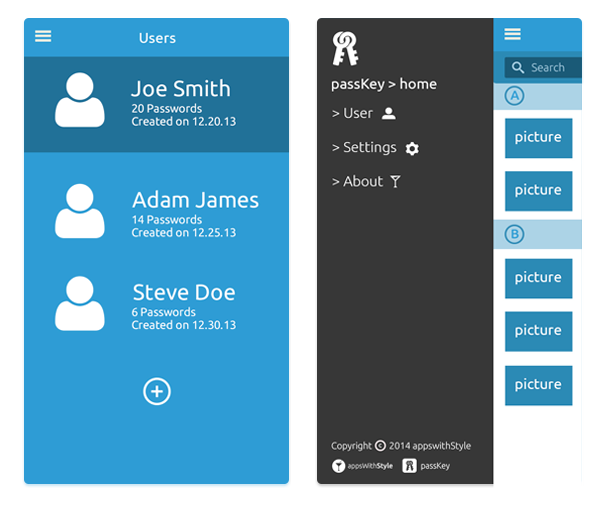 Users
Joe Smith
20 Passwords
Created on 12.20.13
Adam James
14 Passwords
Created on 12.25.13
Steve Doe
6 Passwords
Created on 12.30.13
passKey > home
> User
> Settings
> About
Copyright © 2014 appswithStyle
appsWithStyle passKey
Search
A
picture
picture
B
picture
picture
picture